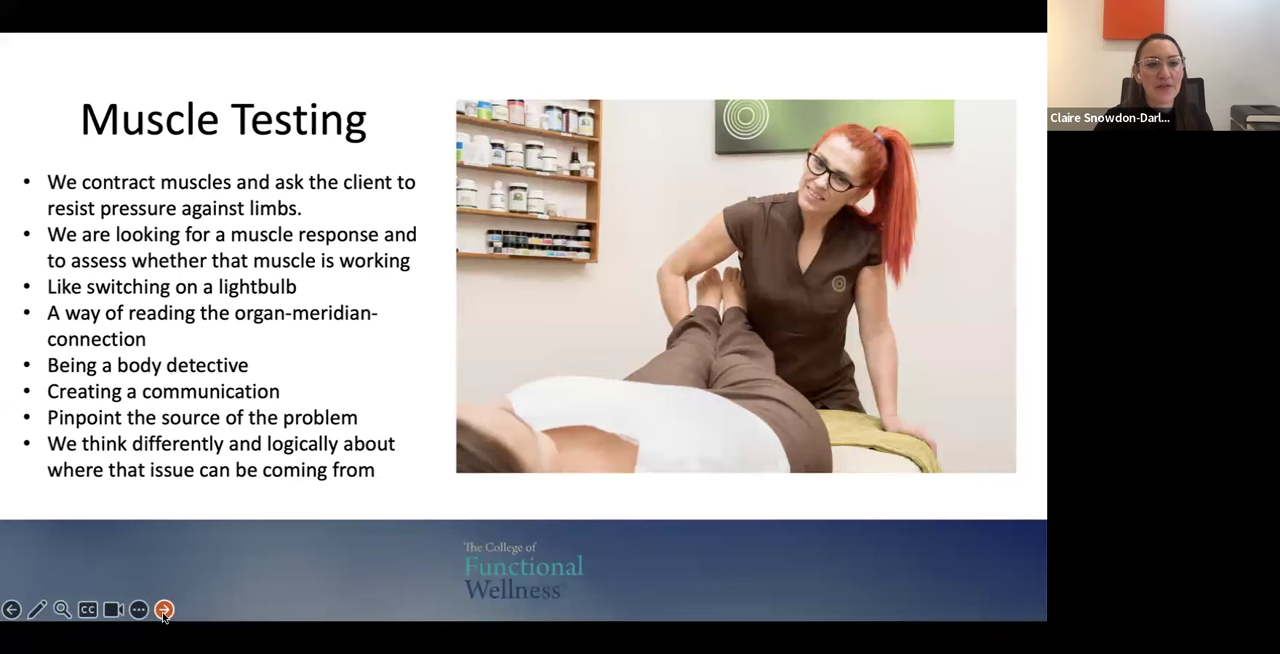 Muscle Testing
• We contract muscles and ask the client to
resist pressure against limbs.
• We are looking for a muscle response and
to assess whether that muscle is working
• Like switching on a lightbulb
• A way of reading the organ-meridian-
connection
• Being a body detective
• Creating a communication
• Pinpoint the source of the problem
• We think differently and logically about
where that issue can be coming from
Claire Snowdon-Darl...
The College of
Functional
Wellness
CC